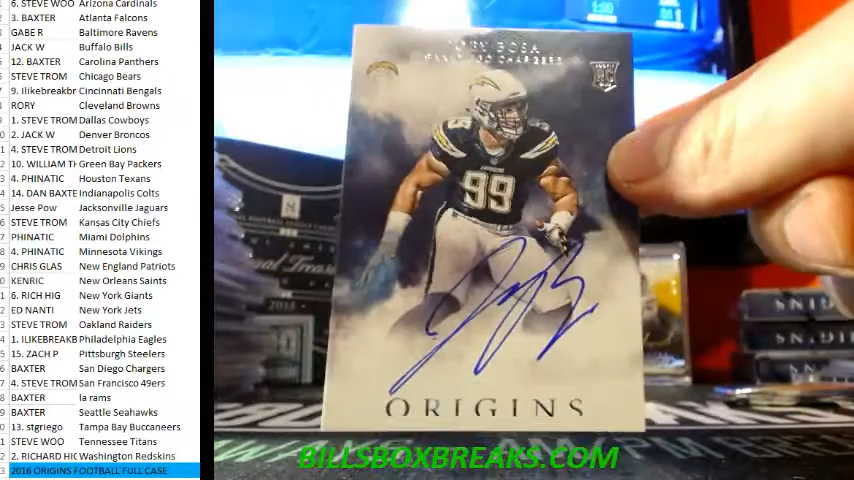 6. STEVE WOO Arizona Cardinals
3. BAXTER Atlanta Falcons
GABE R Baltimore Ravens
JACK W Buffalo Bills
12. BAXTER Carolina Panthers
STEVE TROM Chicago Bears
9. Ilikebreakbr Cincinnati Bengals
RORY Cleveland Browns
1. STEVE TROM Dallas Cowboys
2. JACK W Denver Broncos
4. STEVE TROM Detroit Lions
10. WILLIAM TH Green Bay Packers
4. PHINATIC Houston Texans
14. DAN BAXTE Indianapolis Colts
Jesse Pow Jacksonville Jaguars
STEVE TROM Kansas City Chiefs
PHINATIC Miami Dolphins
4. PHINATIC Minnesota Vikings
CHRIS GLAS New England Patriots
KENRIC New Orleans Saints
6. RICH HIG New York Giants
ED NANTI New York Jets
STEVE TROM Oakland Raiders
1. ILIKEBREAKB Philadelphia Eagles
15. ZACH P Pittsburgh Steelers
BAXTER San Diego Chargers
4. STEVE TROM San Francisco 49ers
BAXTER la rams
BAXTER Seattle Seahawks
13. stgriego Tampa Bay Buccaneers
STEVE WOO Tennessee Titans
2. RICHARD HIG Washington Redskins
2016 ORIGINS FOOTBALL FULL CASE
JOEY BOSA
RC
99
ORIGINS
BILLSBOXBREAKS.COM